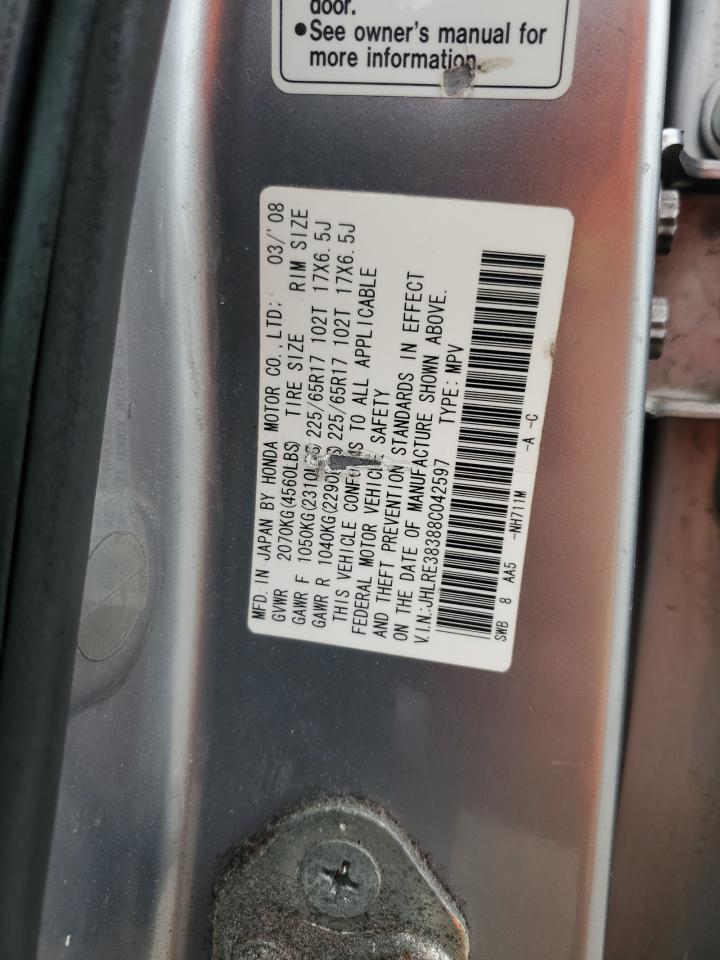 door.
•See owner's manual for
more information.
MFD. IN JAPAN BY HONDA MOTOR CO. LTD; 03/'08
GVWR 2070KG(4560LBS) TIRE SIZE RIM SIZE
GAWR F 1050KG(2310L 225/65R17 102T 17X6.5J
GAWR R 1040KG(2290 225/65R17 102T 17X6.5J
THIS VEHICLE CONFORMS TO ALL APPLICABLE
FEDERAL MOTOR VEHICLE SAFETY
AND THEFT PREVENTION STANDARDS IN EFFECT
ON THE DATE OF MANUFACTURE SHOWN ABOVE.
V.I.N.:JHLRE38388C042597 TYPE: MPV
SWB 8 AA5 -NH711M -A -C